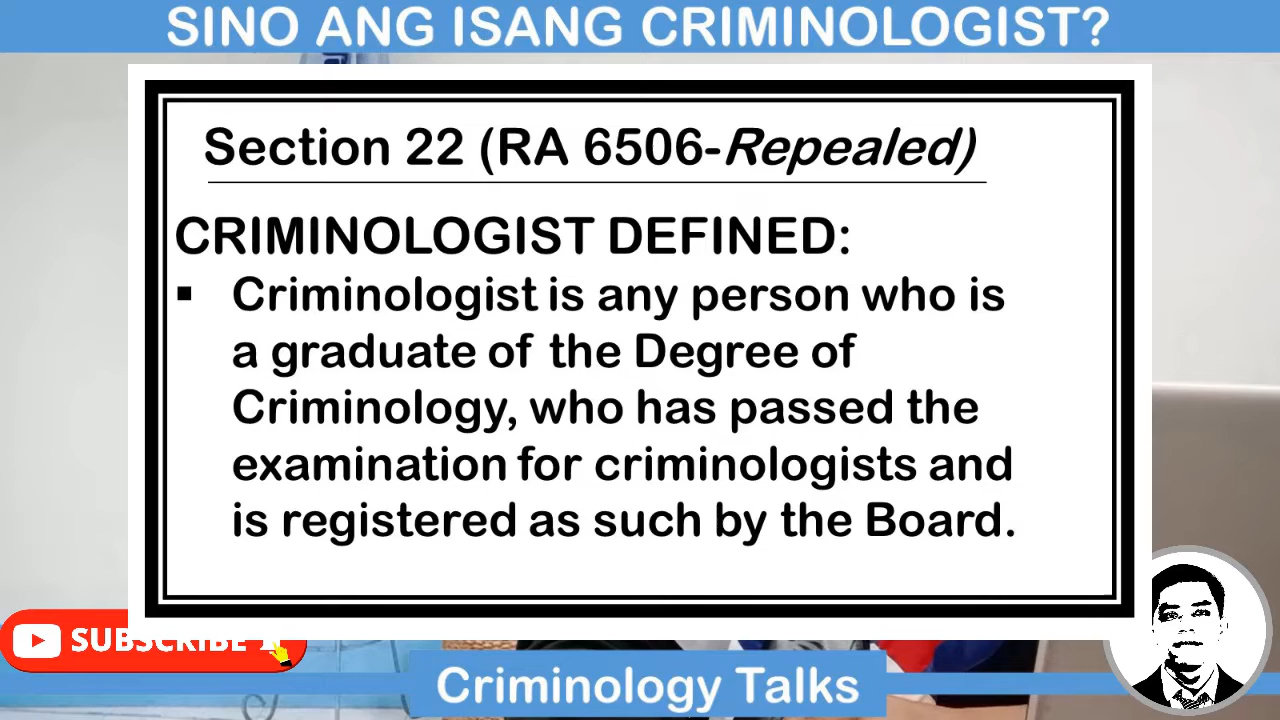 SINO ANG ISANG CRIMINOLOGIST?
Section 22 (RA 6506-Repealed)
CRIMINOLOGIST DEFINED:
▪ Criminologist is any person who is
a graduate of the Degree of
Criminology, who has passed the
examination for criminologists and
is registered as such by the Board.
SUBSCRIBE
Criminology Talks